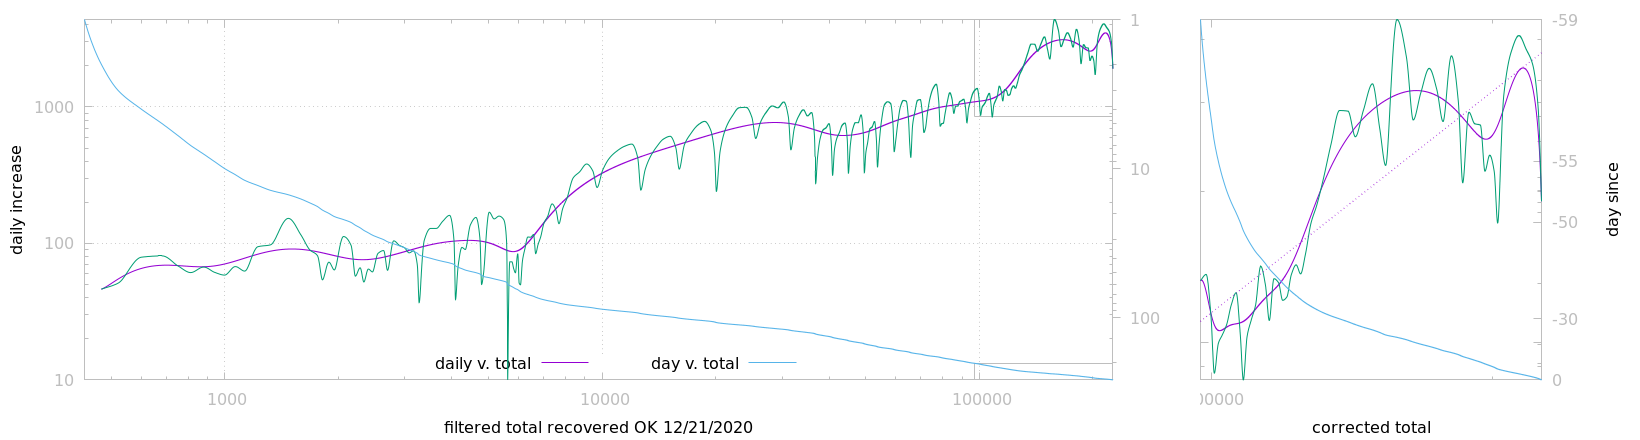 daily increase
1000
100
10
1000
10000
100000
1
10
100
daily v. total
day v. total
filtered total recovered OK 12/21/2020
00000
-59
-55
-50
-30
0
day since
corrected total